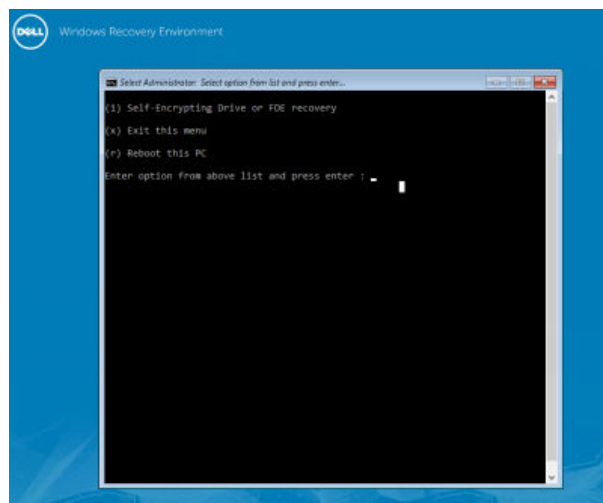 DELL
Windows Recovery Environment
Select Administrator: Select option from list and press enter...
(1) Self-Encrypting Drive or FDE recovery
(x) Exit this menu
(r) Reboot this PC
Enter option from above list and press enter :